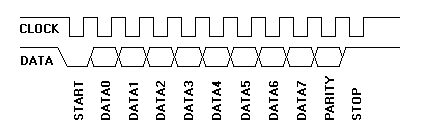 CLOCK
DATA
START
DATA0
DATA1
DATA2
DATA3
DATA4
DATA5
DATA6
DATA7
PARITY
STOP